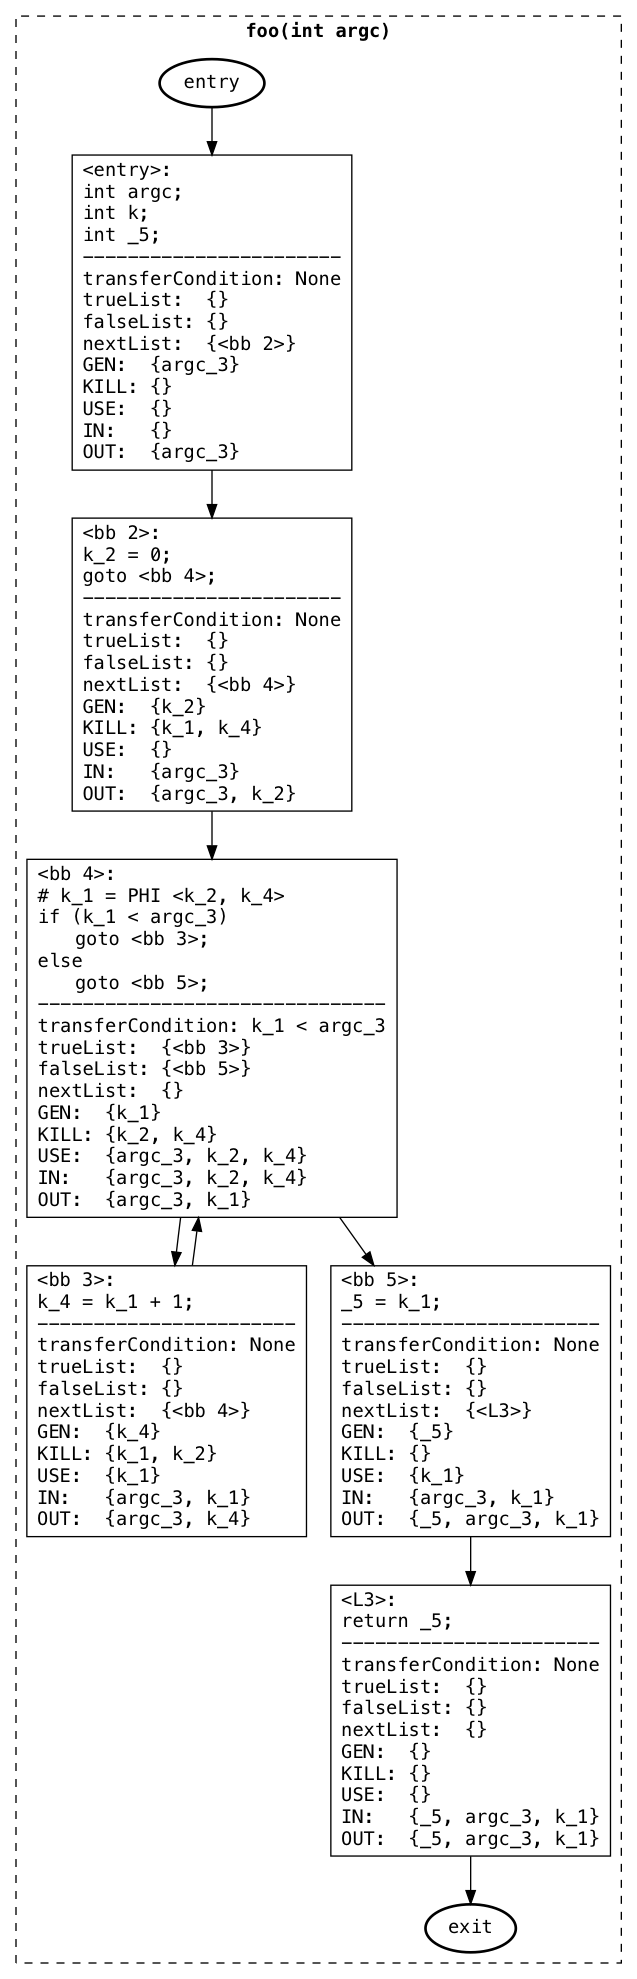 foo(int argc)
entry
<entry>:
int argc;
int k;
int _5;
-----------------------
transferCondition: None
trueList:  {}
falseList: {}
nextList:  {<bb 2>}
GEN:  {argc_3}
KILL: {}
USE:  {}
IN:   {}
OUT:  {argc_3}
<bb 2>:
k_2 = 0;
goto <bb 4>;
-----------------------
transferCondition: None
trueList:  {}
falseList: {}
nextList:  {<bb 4>}
GEN:  {k_2}
KILL: {k_1, k_4}
USE:  {}
IN:   {argc_3}
OUT:  {argc_3, k_2}
<bb 4>:
# k_1 = PHI <k_2, k_4>
if (k_1 < argc_3)
   goto <bb 3>;
else
   goto <bb 5>;
-------------------------------
transferCondition: k_1 < argc_3
trueList:  {<bb 3>}
falseList: {<bb 5>}
nextList:  {}
GEN:  {k_1}
KILL: {k_2, k_4}
USE:  {argc_3, k_2, k_4}
IN:   {argc_3, k_2, k_4}
OUT:  {argc_3, k_1}
<bb 3>:
k_4 = k_1 + 1;
-----------------------
transferCondition: None
trueList:  {}
falseList: {}
nextList:  {<bb 4>}
GEN:  {k_4}
KILL: {k_1, k_2}
USE:  {k_1}
IN:   {argc_3, k_1}
OUT:  {argc_3, k_4}
<bb 5>:
_5 = k_1;
-----------------------
transferCondition: None
trueList:  {}
falseList: {}
nextList:  {<L3>}
GEN:  {_5}
KILL: {}
USE:  {k_1}
IN:   {argc_3, k_1}
OUT:  {_5, argc_3, k_1}
<L3>:
return _5;
-----------------------
transferCondition: None
trueList:  {}
falseList: {}
nextList:  {}
GEN:  {}
KILL: {}
USE:  {}
IN:   {_5, argc_3, k_1}
OUT:  {_5, argc_3, k_1}
exit